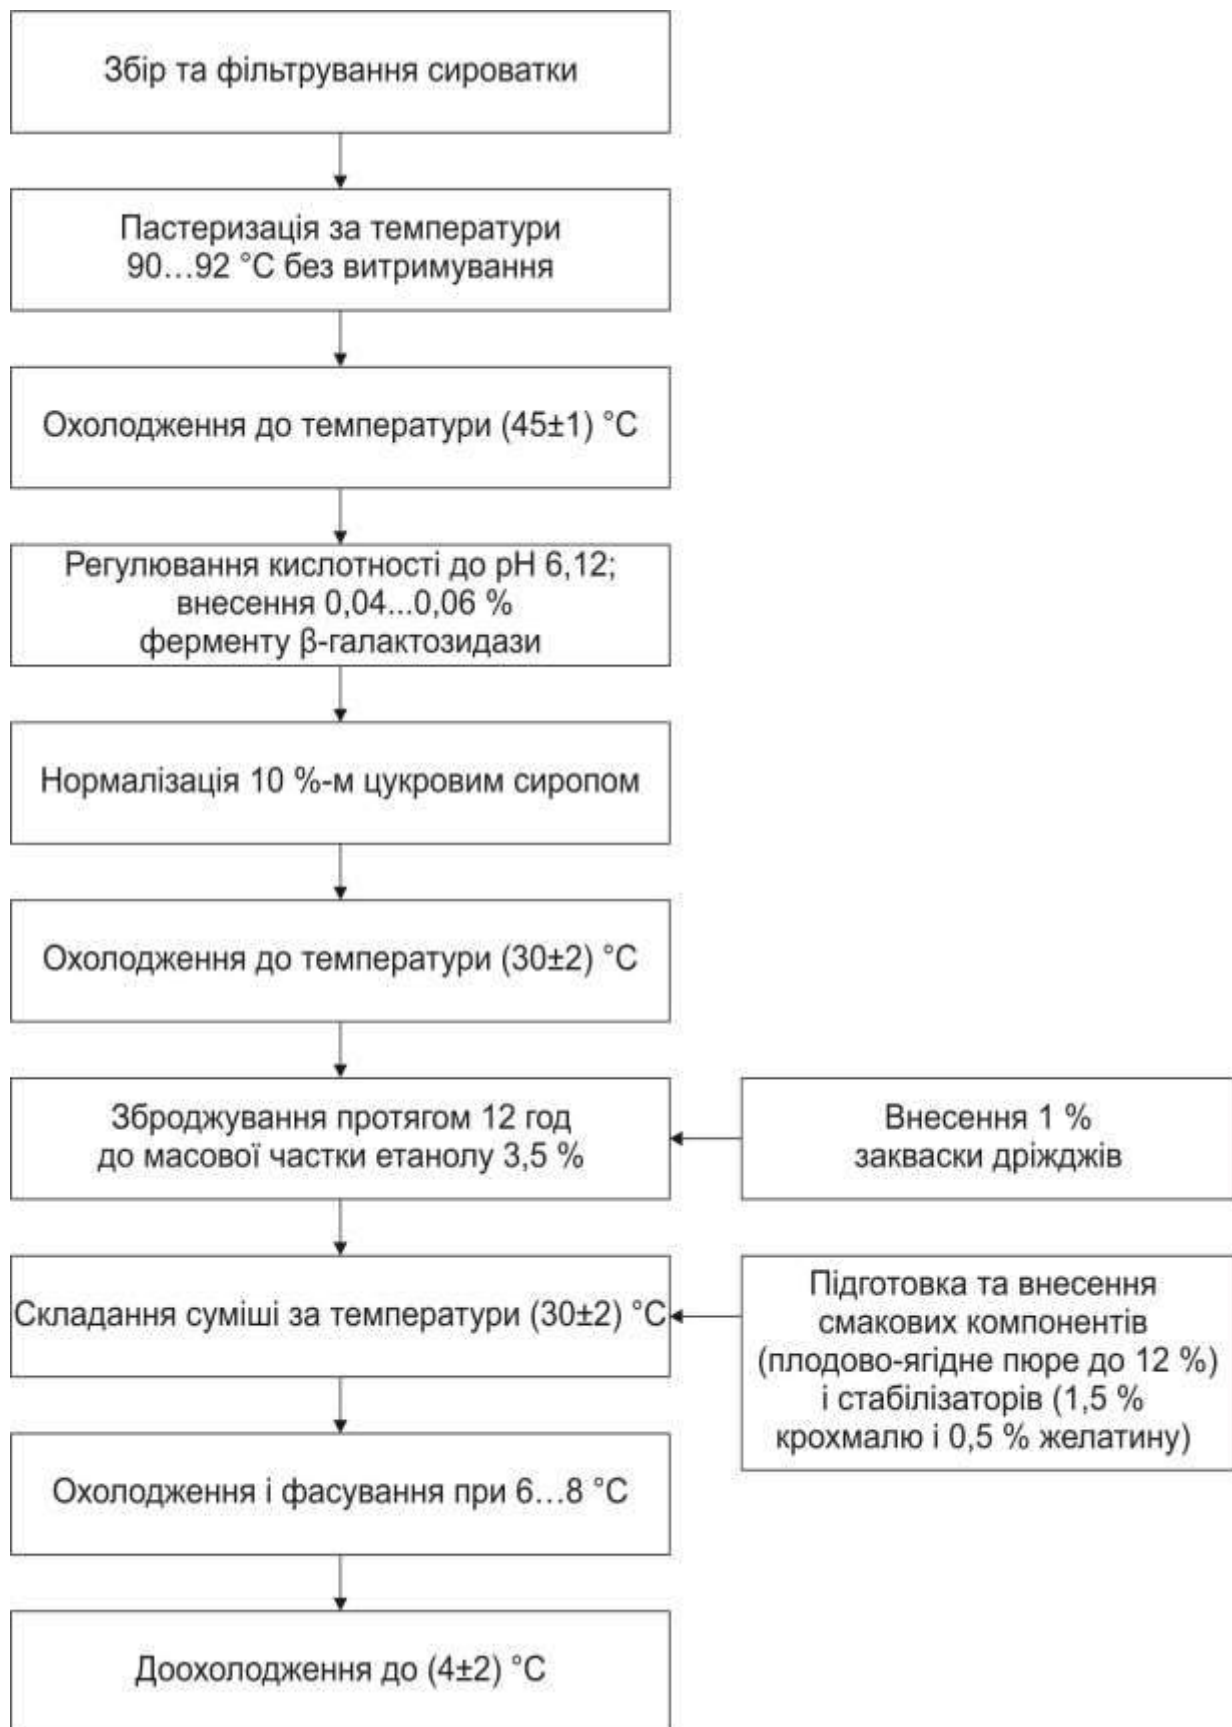 Збір та фільтрування сироватки
Пастеризація за температури
90…92 °С без витримування
Охолодження до температури (45±1) °С
Регулювання кислотності до рН 6,12;
внесення 0,04...0,06 %
ферменту β-галактозидази
Нормалізація 10 %-м цукровим сиропом
Охолодження до температури (30±2) °С
Зброджування протягом 12 год
до масової частки етанолу 3,5 %
Внесення 1 %
закваски дріжджів
Складання суміші за температури (30±2) °С
Підготовка та внесення
смакових компонентів
(плодово-ягідне пюре до 12 %)
і стабілізаторів (1,5 %
крохмалю і 0,5 % желатину)
Охолодження і фасування при 6…8 °С
Доохолодження до (4±2) °С